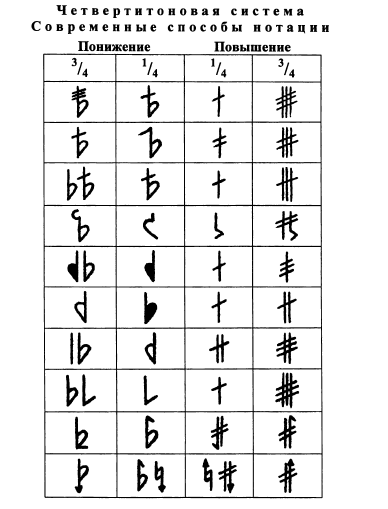 Четвертитоновая система
Современные способы нотации
Понижение Повышение
3/4 1/4 1/4 3/4